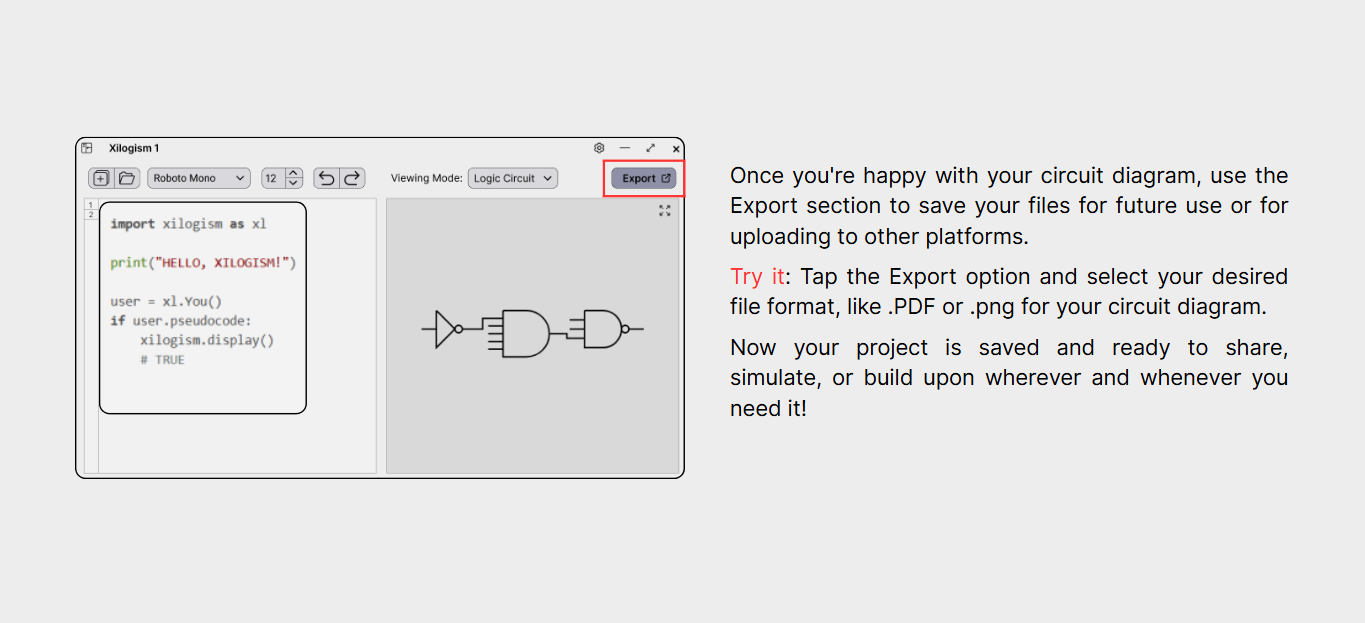 Xilogism 1
Roboto Mono
12
Viewing Mode:
Logic Circuit
Export
1
2
import xilogism as xl
print("HELLO, XILOGISM!")
user = xl.You()
if user.pseudocode:
    xilogism.display()
    # TRUE
Once you're happy with your circuit diagram, use the
Export section to save your files for future use or for
uploading to other platforms.
Try it: Tap the Export option and select your desired
file format, like .PDF or .png for your circuit diagram.
Now your project is saved and ready to share,
simulate, or build upon wherever and whenever you
need it!